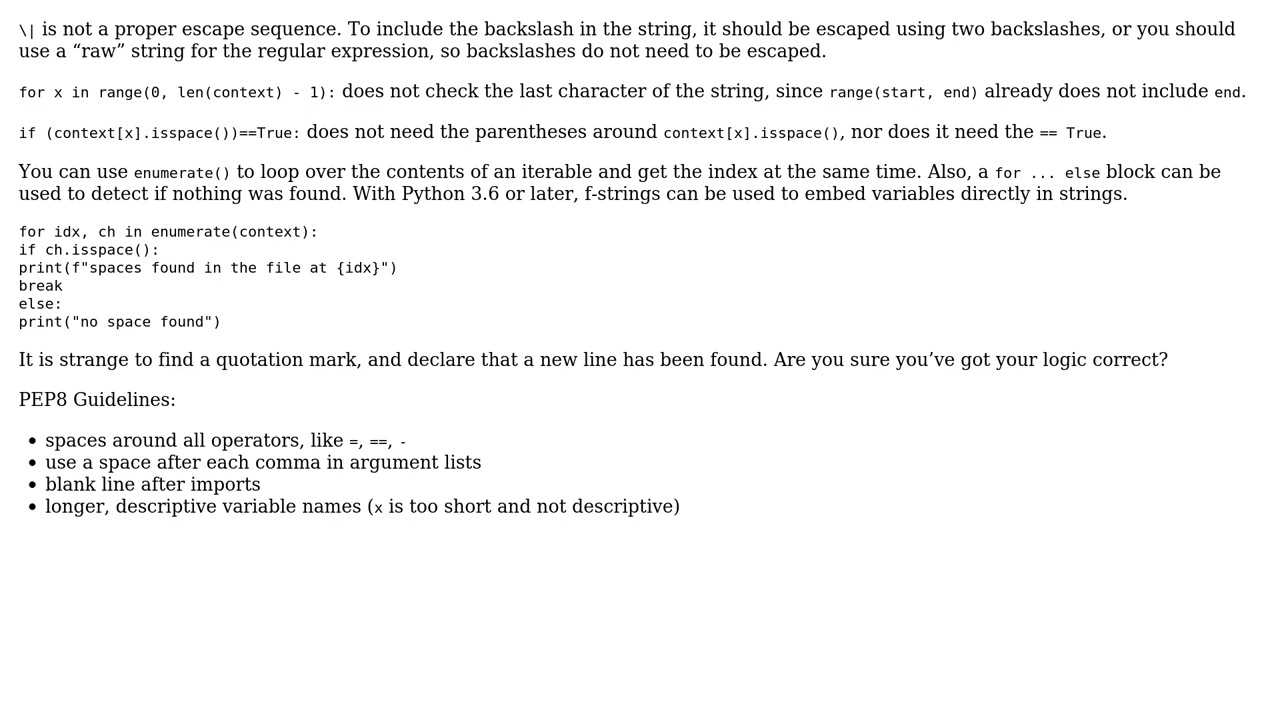 \| is not a proper escape sequence. To include the backslash in the string, it should be escaped using two backslashes, or you should
use a “raw” string for the regular expression, so backslashes do not need to be escaped.
for x in range(0, len(context) - 1): does not check the last character of the string, since range(start, end) already does not include end.
if (context[x].isspace())==True: does not need the parentheses around context[x].isspace(), nor does it need the == True.
You can use enumerate() to loop over the contents of an iterable and get the index at the same time. Also, a for ... else block can be
used to detect if nothing was found. With Python 3.6 or later, f-strings can be used to embed variables directly in strings.
for idx, ch in enumerate(context):
if ch.isspace():
print(f"spaces found in the file at {idx}")
break
else:
print("no space found")
It is strange to find a quotation mark, and declare that a new line has been found. Are you sure you’ve got your logic correct?
PEP8 Guidelines:
• spaces around all operators, like =, ==, -
• use a space after each comma in argument lists
• blank line after imports
• longer, descriptive variable names (x is too short and not descriptive)